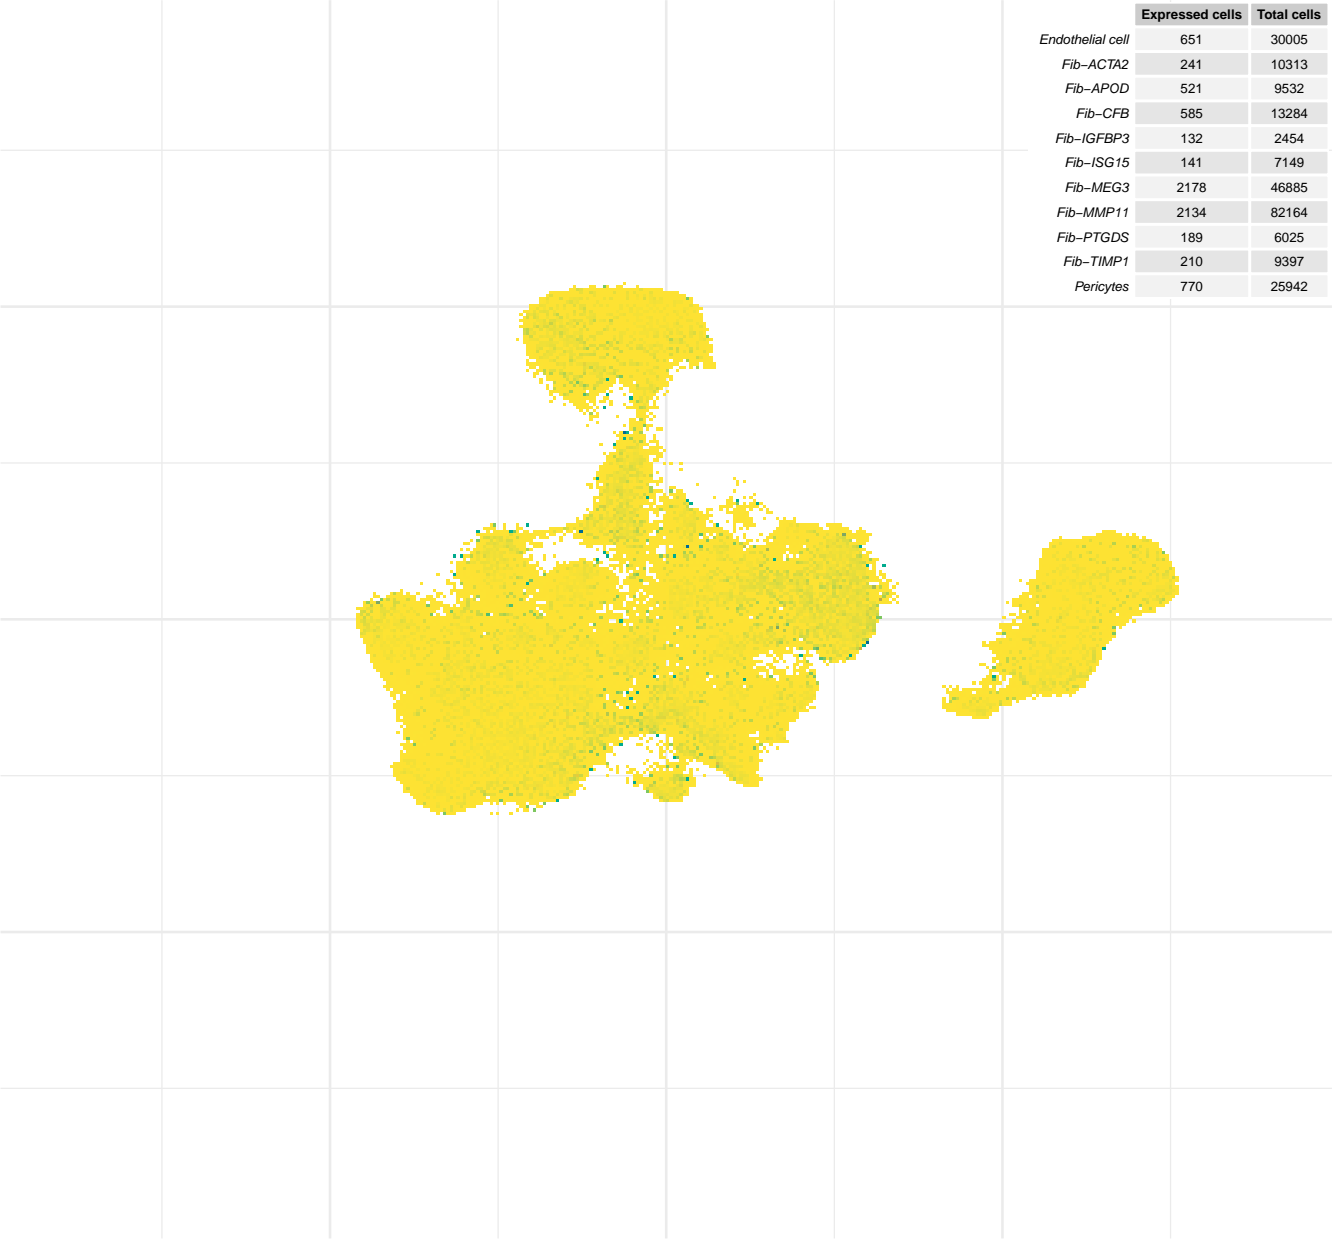 Expressed cells Total cells
Endothelial cell 651 30005
Fib−ACTA2 241 10313
Fib−APOD 521 9532
Fib−CFB 585 13284
Fib−IGFBP3 132 2454
Fib−ISG15 141 7149
Fib−MEG3 2178 46885
Fib−MMP11 2134 82164
Fib−PTGDS 189 6025
Fib−TIMP1 210 9397
Pericytes 770 25942